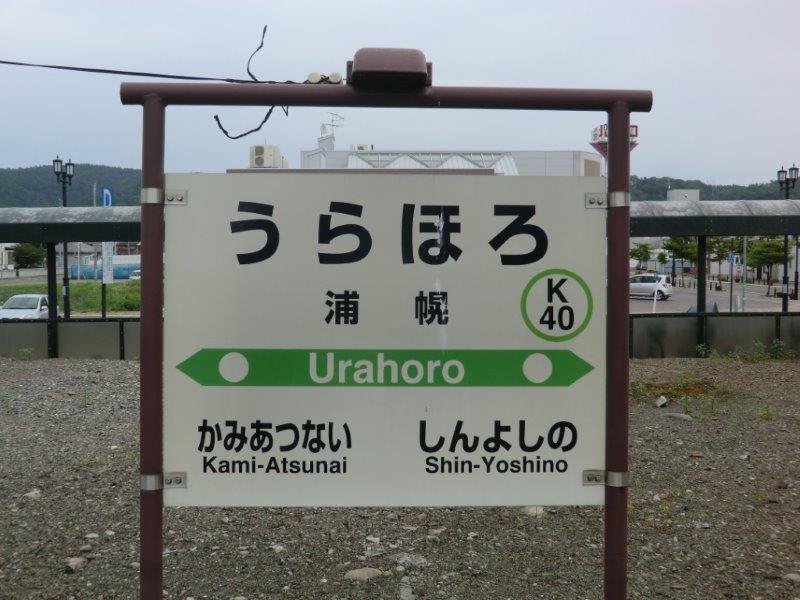 うらほろ
浦幌
K
40
Urahoro
かみあつない
Kami-Atsunai
しんよしの
Shin-Yoshino